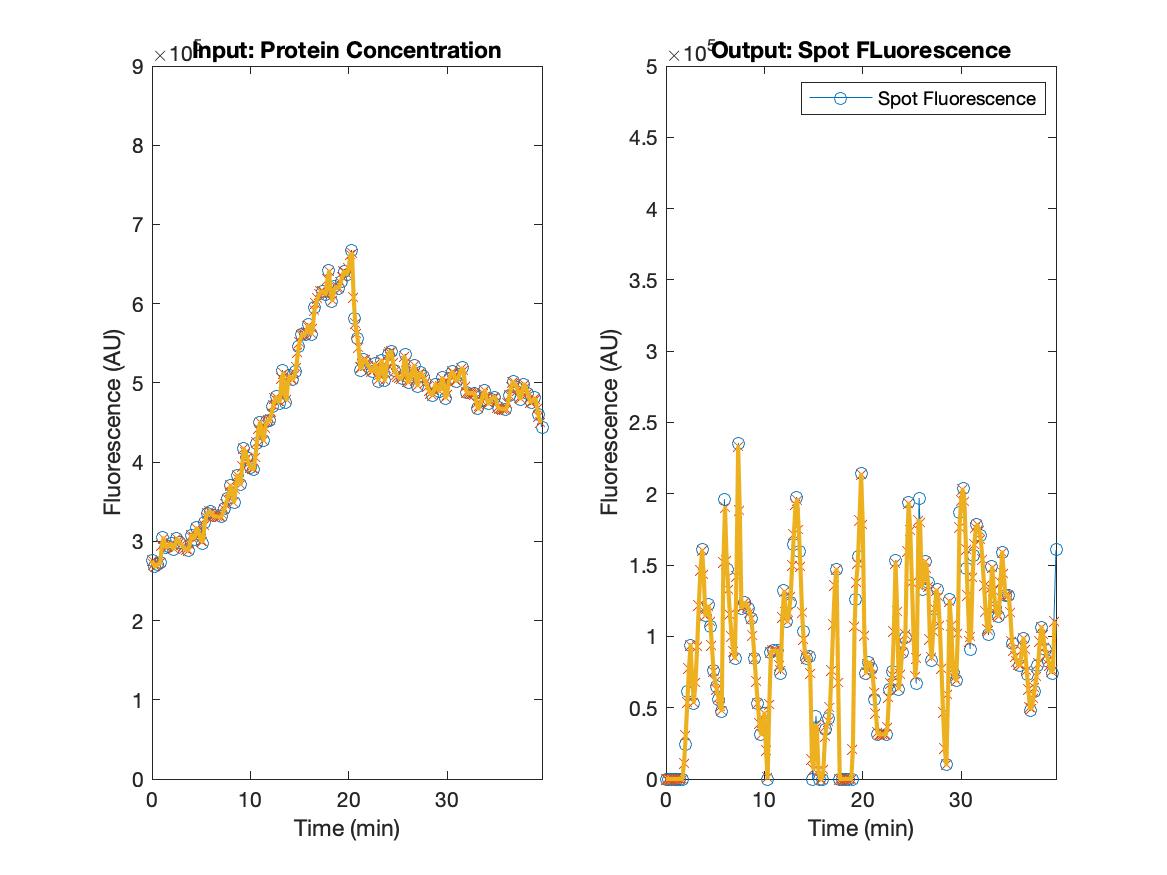 ×10⁵ Input: Protein Concentration
9
8
7
6
5
4
3
2
1
0
0 10 20 30
Time (min)
Fluorescence (AU)
×10⁵ Output: Spot FLuorescence
Spot Fluorescence
5
4.5
4
3.5
3
2.5
2
1.5
1
0.5
0
0 10 20 30
Time (min)
Fluorescence (AU)